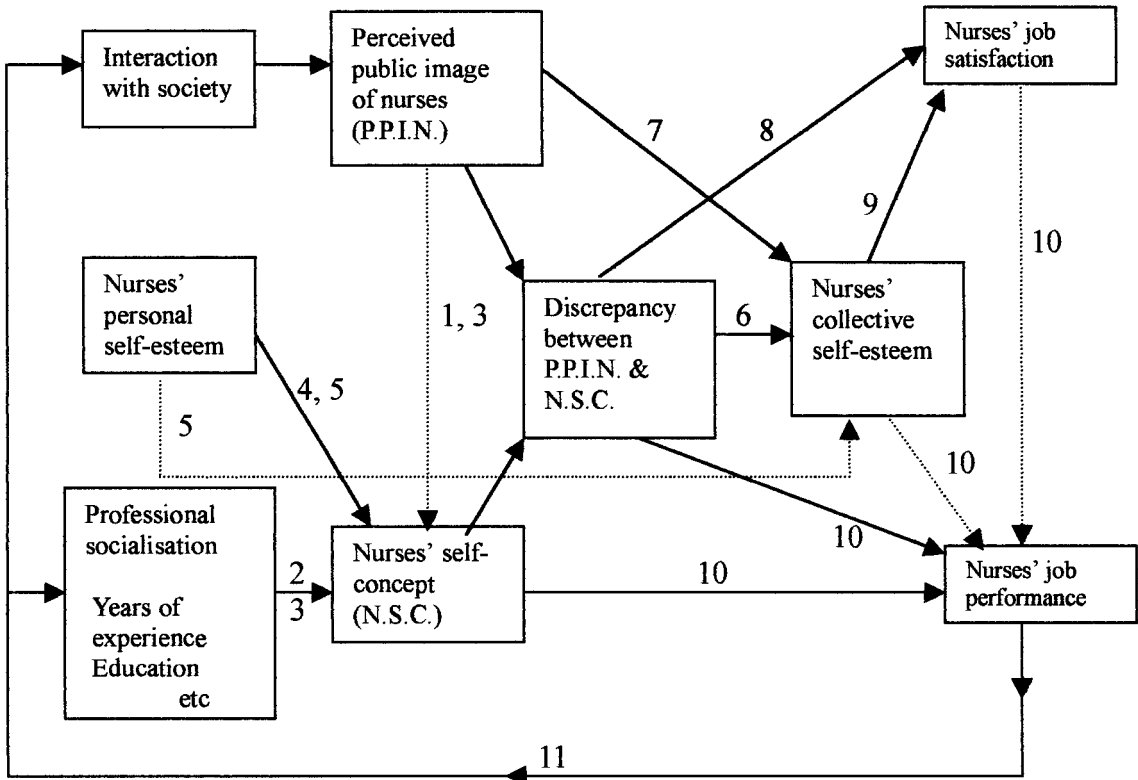 Interaction
with society
Perceived
public image
of nurses
(P.P.I.N.)
Nurses’ job
satisfaction
7
8
9
10
Nurses’
personal
self-esteem
1, 3
Discrepancy
between
P.P.I.N. &
N.S.C.
6
Nurses’
collective
self-esteem
4, 5
5
10
Professional
socialisation
Years of
experience
Education
etc
2
3
Nurses’ self-
concept
(N.S.C.)
10
10
Nurses’ job
performance
11